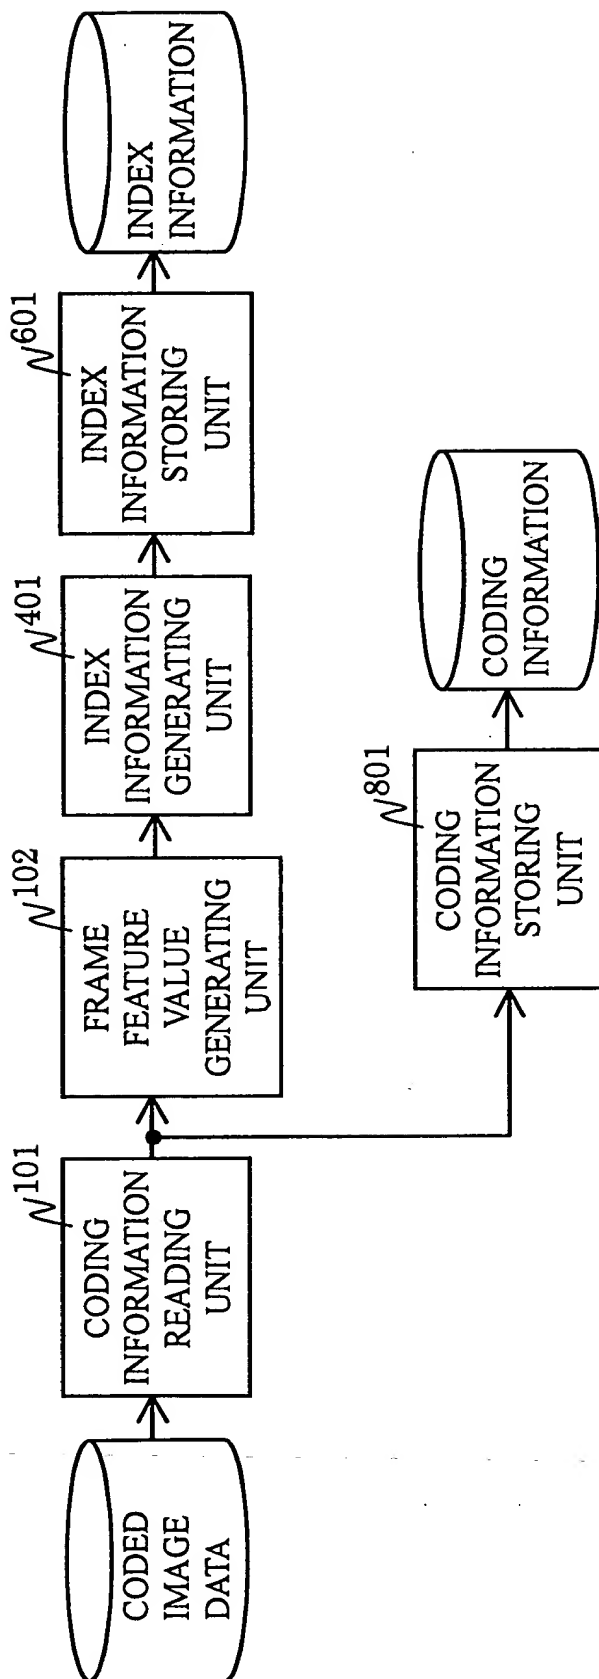 CODED
IMAGE
DATA
101
CODING
INFORMATION
READING
UNIT
102
FRAME
FEATURE
VALUE
GENERATING
UNIT
401
INDEX
INFORMATION
GENERATING
UNIT
601
INDEX
INFORMATION
STORING
UNIT
INDEX
INFORMATION
801
CODING
INFORMATION
STORING
UNIT
CODING
INFORMATION